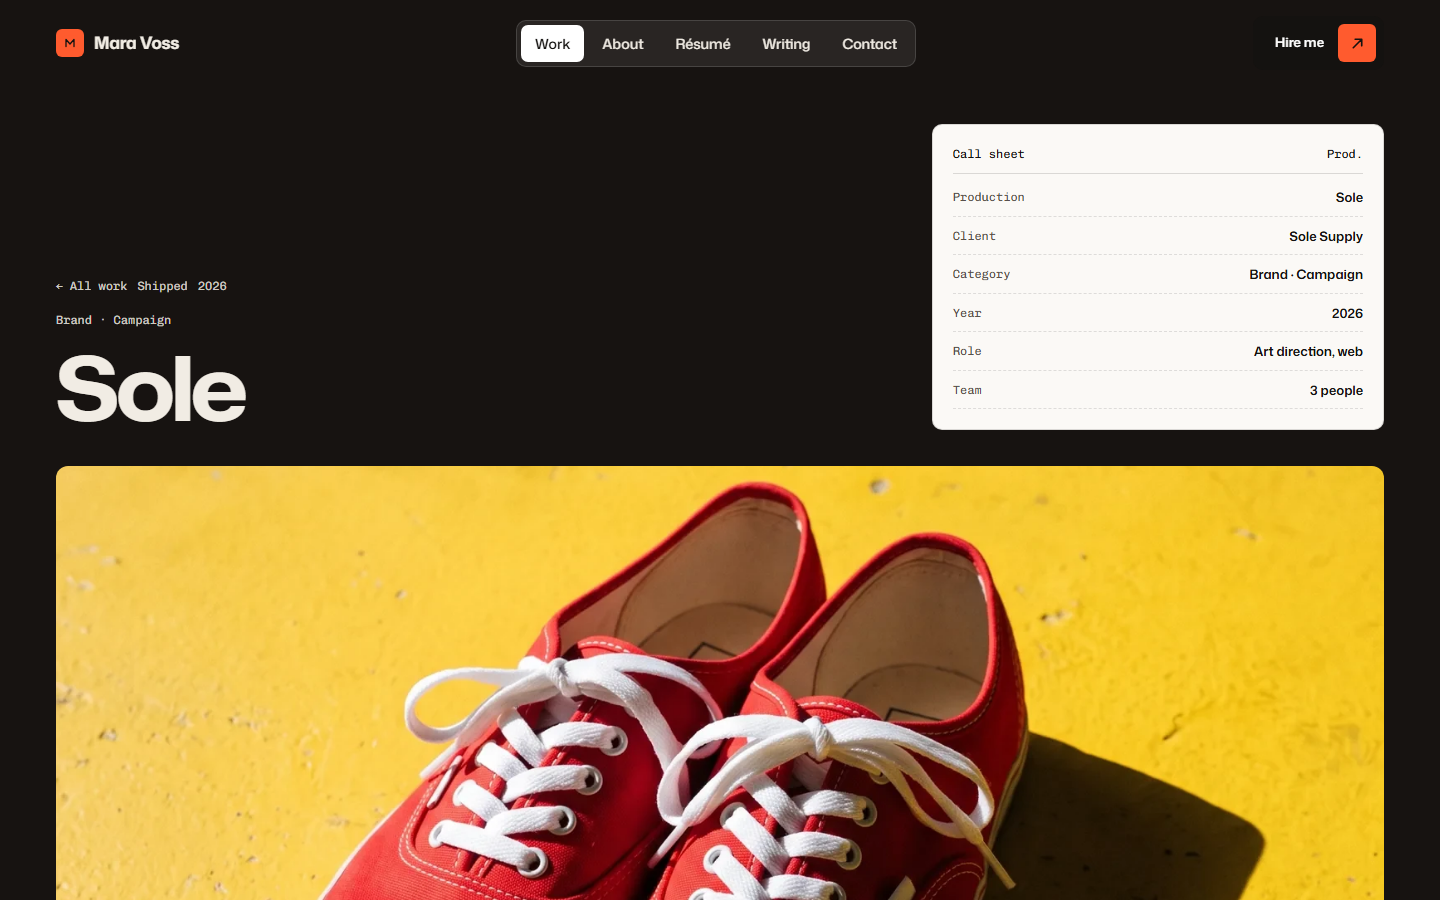 M Mara Voss
Work About Résumé Writing Contact
Hire me
Call sheet Prod.
Production Sole
Client Sole Supply
Category Brand · Campaign
Year 2026
Role Art direction, web
Team 3 people
← All work Shipped 2026
Brand · Campaign
Sole